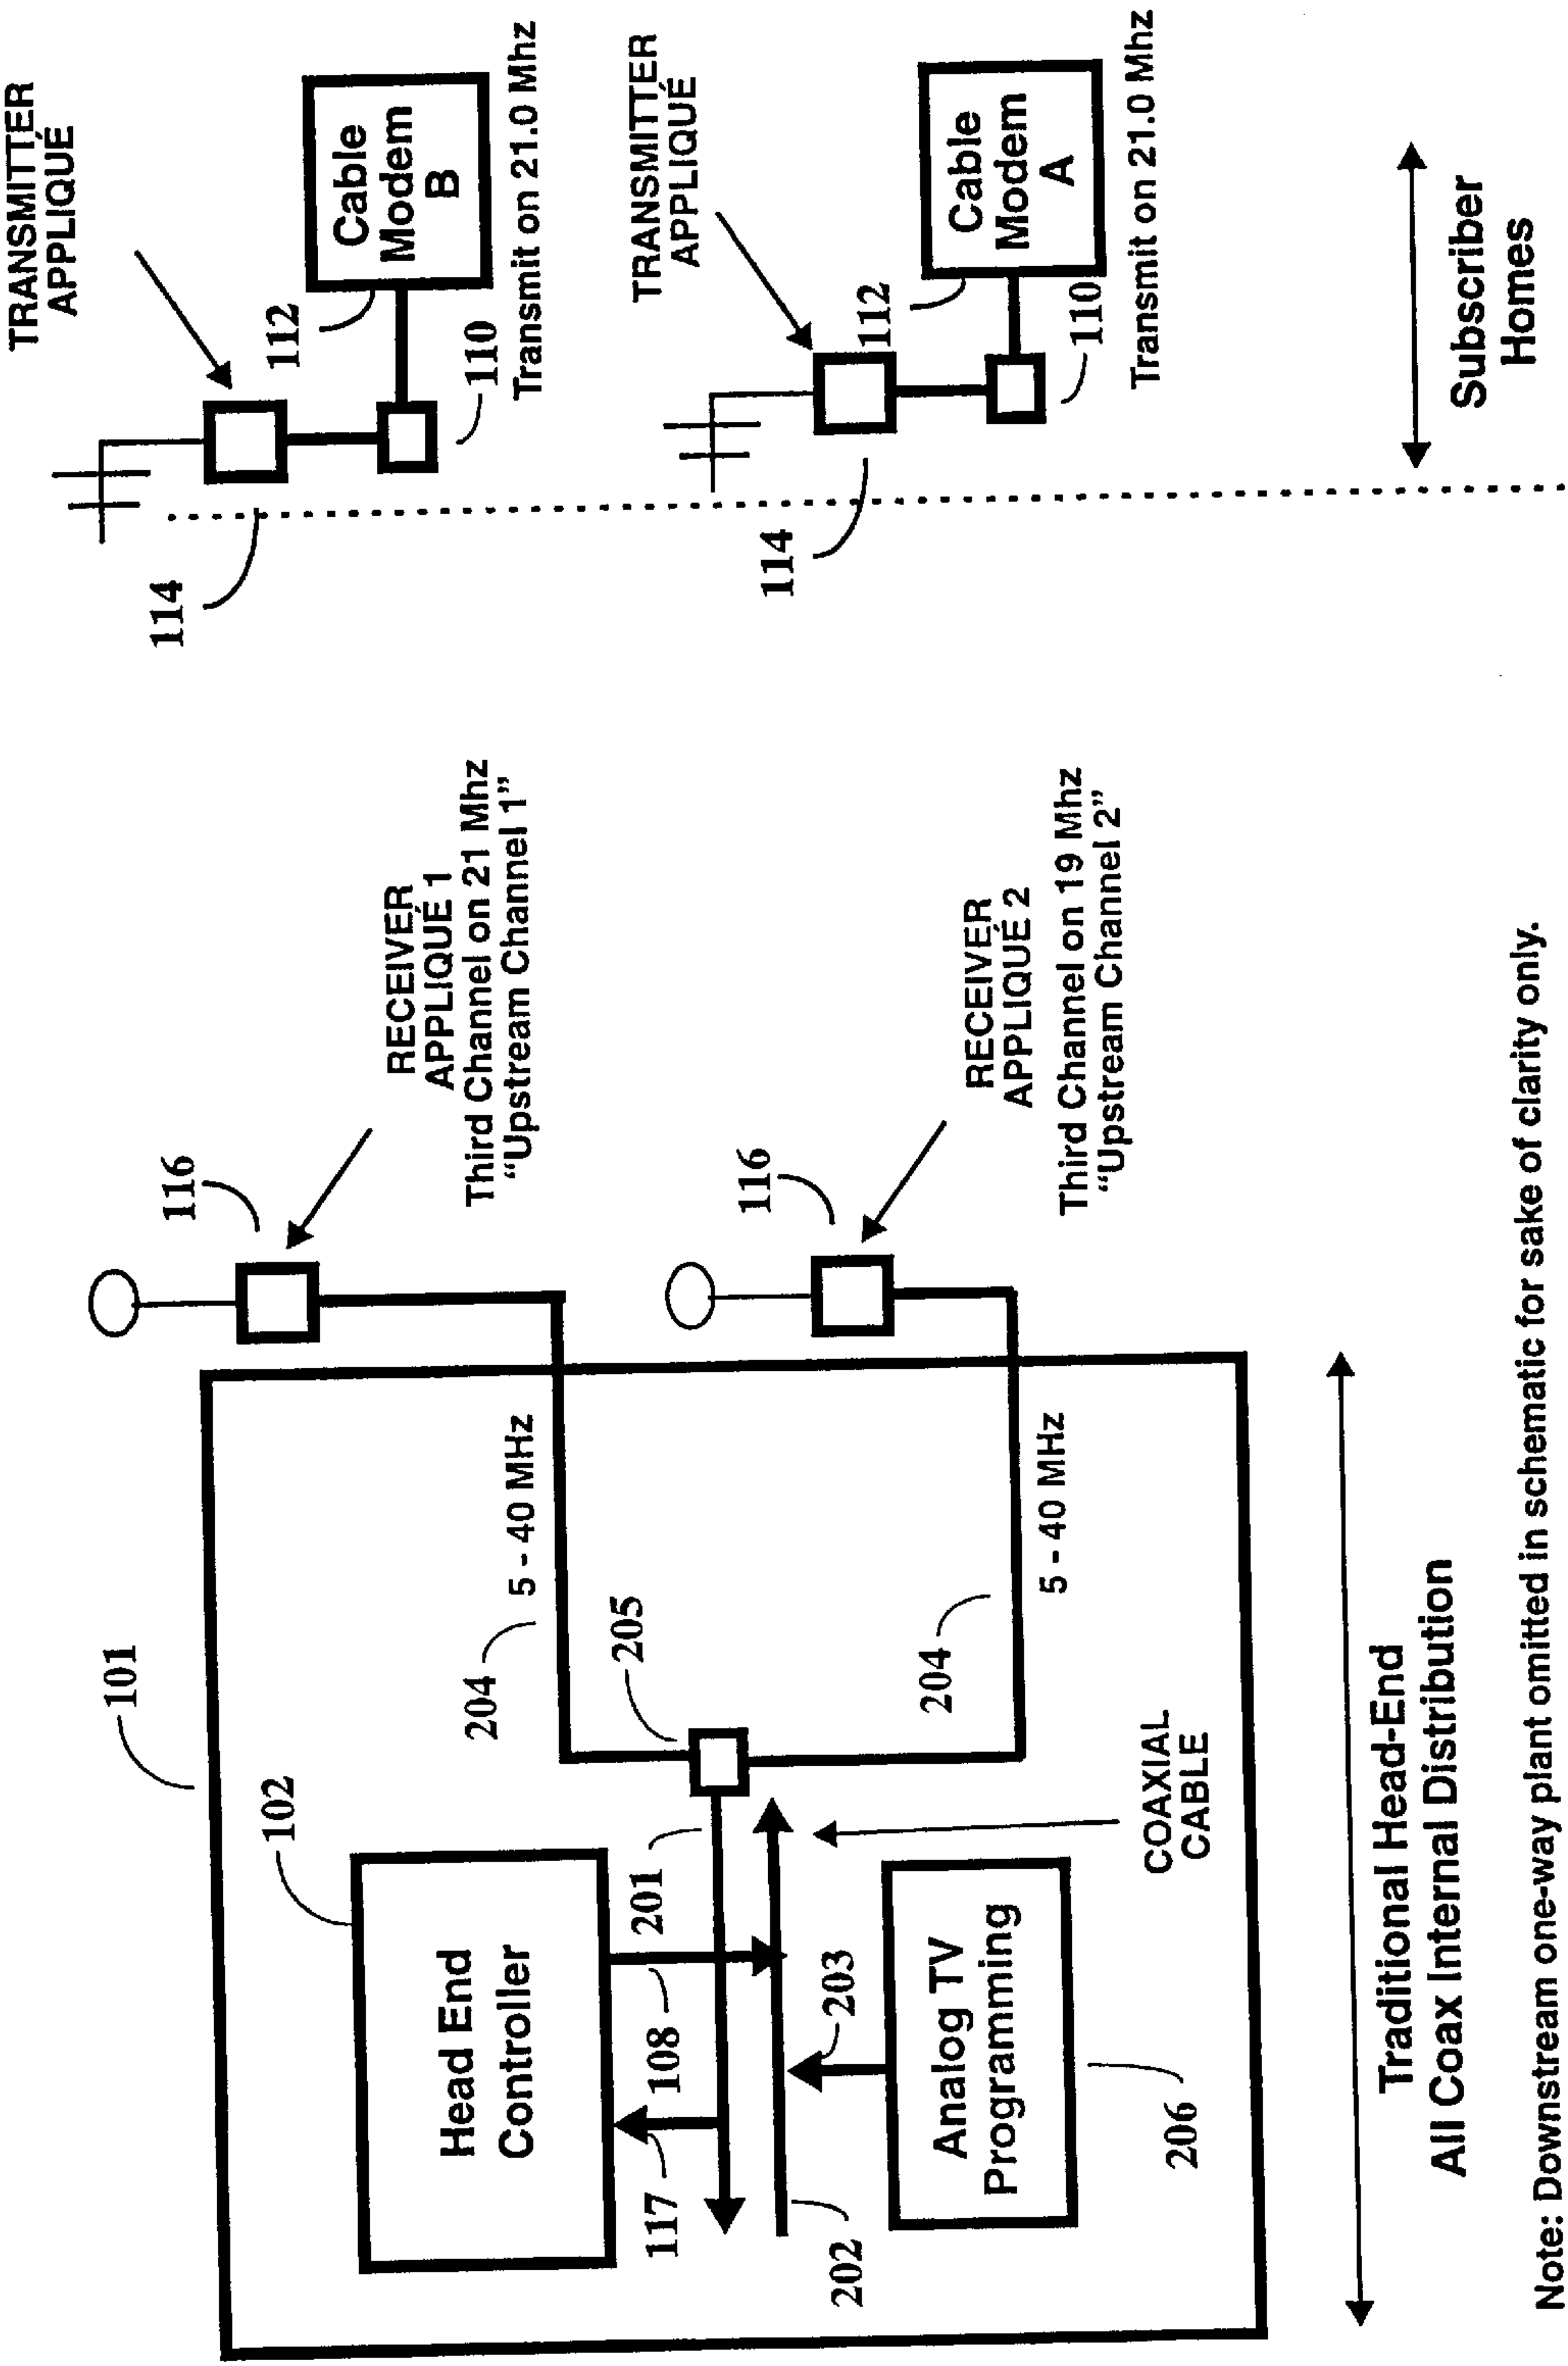 101
102
Head End
Controller
117
108
201
202
203
Analog TV
Programming
206
COAXIAL
CABLE
205
204
5 - 40 MHz
204
5 - 40 MHz
116
RECEIVER
APPLIQUÉ 1
Third Channel on 21 Mhz
“Upstream Channel 1”
116
RECEIVER
APPLIQUÉ 2
Third Channel on 19 Mhz
“Upstream Channel 2”
114
TRANSMITTER
APPLIQUÉ
112
Cable
Modem
B
110
Transmit on 21.0 Mhz
114
TRANSMITTER
APPLIQUÉ
112
Cable
Modem
A
110
Transmit on 21.0 Mhz
Traditional Head-End
All Coax Internal Distribution
Subscriber
Homes
Note: Downstream one-way plant omitted in schematic for sake of clarity only.